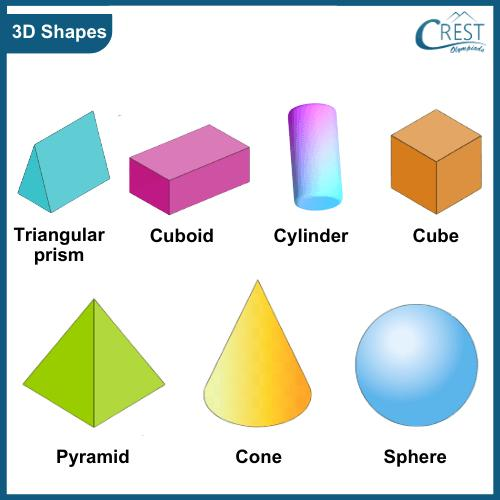 3D Shapes
CREST
Olympiads
Triangular
prism
Cuboid
Cylinder
Cube
Pyramid
Cone
Sphere